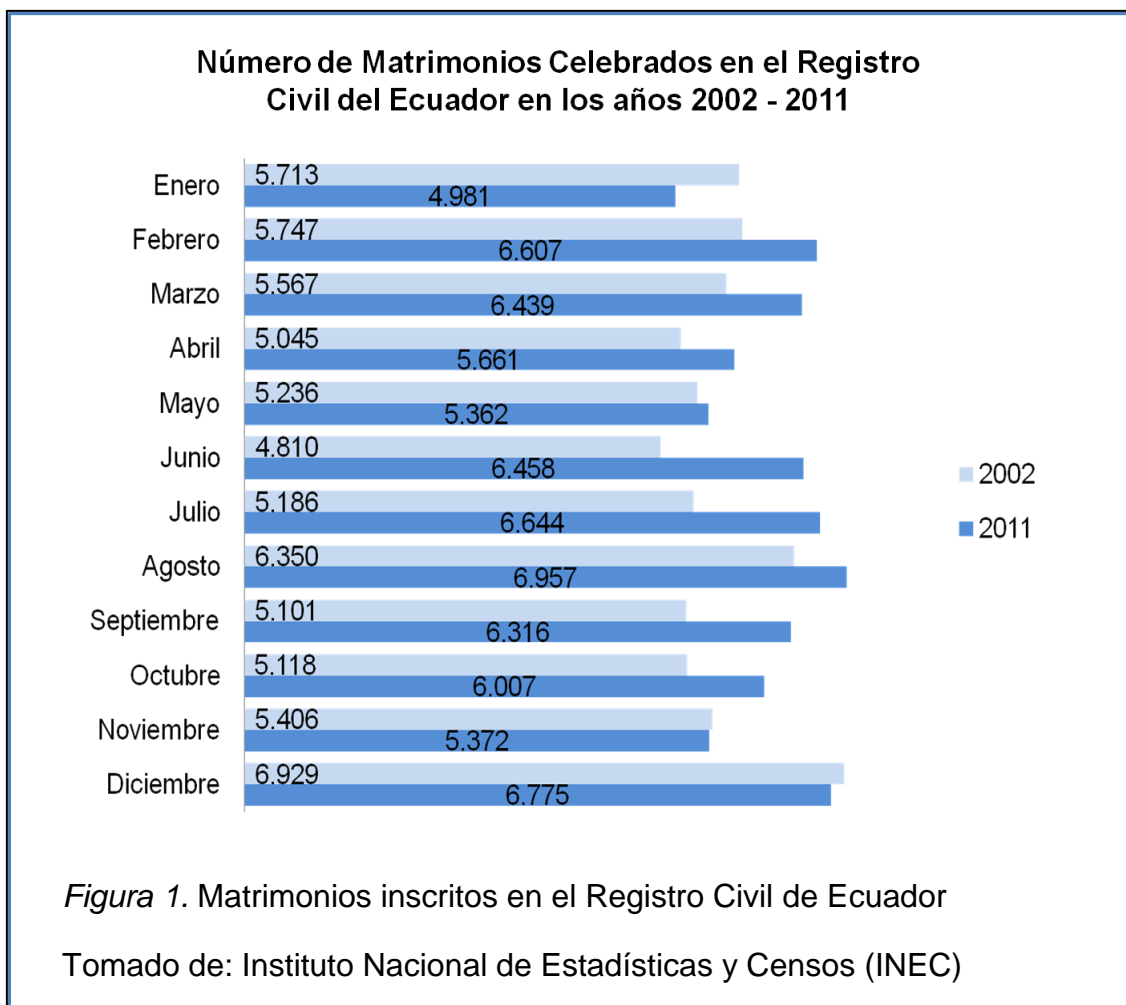 Número de Matrimonios Celebrados en el Registro
Civil del Ecuador en los años 2002 - 2011
Enero
5.713
4.981
Febrero
5.747
6.607
Marzo
5.567
6.439
Abril
5.045
5.661
Mayo
5.236
5.362
Junio
4.810
6.458
Julio
5.186
6.644
Agosto
6.350
6.957
Septiembre
5.101
6.316
Octubre
5.118
6.007
Noviembre
5.406
5.372
Diciembre
6.929
6.775
2002
2011
Figura 1. Matrimonios inscritos en el Registro Civil de Ecuador
Tomado de: Instituto Nacional de Estadísticas y Censos (INEC)